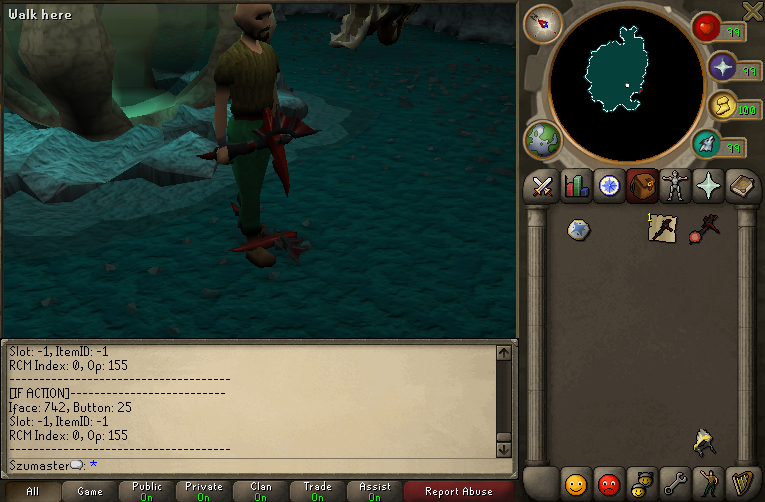 Walk here
99
99
100
99
1
Slot: -1, ItemID: -1
RCM Index: 0, Op: 155
------------------------------------
[IF ACTION]-------------------------
Iface: 742, Button: 25
Slot: -1, ItemID: -1
RCM Index: 0, Op: 155
------------------------------------
Szumaster: *
All
Game
Public
On
Private
On
Clan
On
Trade
On
Assist
On
Report Abuse